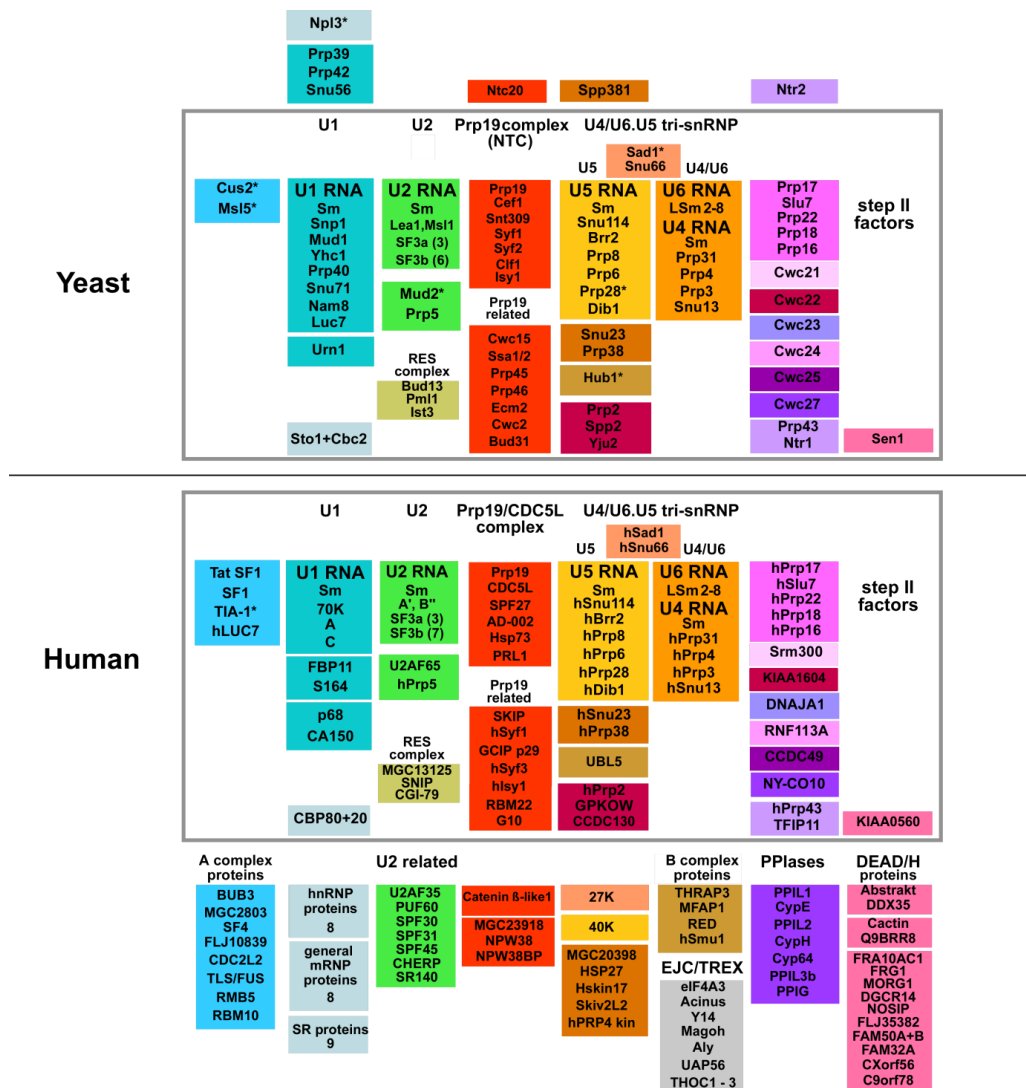 Npl3*
Prp39
Prp42
Snu56
Ntc20
Spp381
Ntr2
Yeast
U1
U2
Prp19complex
(NTC)
U4/U6.U5 tri-snRNP
U5
Sad1*
Snu66
U4/U6
Cus2*
Msl5*
U1 RNA
Sm
Snp1
Mud1
Yhc1
Prp40
Snu71
Nam8
Luc7
Urn1
Sto1+Cbc2
U2 RNA
Sm
Lea1,Msl1
SF3a (3)
SF3b (6)
Mud2*
Prp5
RES
complex
Bud13
Pml1
Ist3
Prp19
Cef1
Snt309
Syf1
Syf2
Clf1
Isy1
Prp19
related
Cwc15
Ssa1/2
Prp45
Prp46
Ecm2
Cwc2
Bud31
U5 RNA
Sm
Snu114
Brr2
Prp8
Prp6
Prp28*
Dib1
Snu23
Prp38
Hub1*
Prp2
Spp2
Yju2
U6 RNA
LSm 2-8
U4 RNA
Sm
Prp31
Prp4
Prp3
Snu13
Prp17
Slu7
Prp22
Prp18
Prp16
Cwc21
Cwc22
Cwc23
Cwc24
Cwc25
Cwc27
Prp43
Ntr1
step II
factors
Sen1
Human
U1
U2
Prp19/CDC5L
complex
U4/U6.U5 tri-snRNP
U5
hSad1
hSnu66
U4/U6
Tat SF1
SF1
TIA-1*
hLUC7
U1 RNA
Sm
70K
A
C
FBP11
S164
p68
CA150
CBP80+20
U2 RNA
Sm
A', B"
SF3a (3)
SF3b (7)
U2AF65
hPrp5
RES
complex
MGC13125
SNIP
CGI-79
Prp19
CDC5L
SPF27
AD-002
Hsp73
PRL1
Prp19
related
SKIP
hSyf1
GCIP p29
hSyf3
hIsy1
RBM22
G10
U5 RNA
Sm
hSnu114
hBrr2
hPrp8
hPrp6
hPrp28
hDib1
hSnu23
hPrp38
UBL5
hPrp2
GPKOW
CCDC130
U6 RNA
LSm 2-8
U4 RNA
Sm
hPrp31
hPrp4
hPrp3
hSnu13
hPrp17
hSlu7
hPrp22
hPrp18
hPrp16
Srm300
KIAA1604
DNAJA1
RNF113A
CCDC49
NY-CO10
hPrp43
TFIP11
step II
factors
KIAA0560
A complex
proteins
BUB3
MGC2803
SF4
FLJ10839
CDC2L2
TLS/FUS
RMB5
RBM10
hnRNP
proteins
8
general
mRNP
proteins
8
SR proteins
9
U2 related
U2AF35
PUF60
SPF30
SPF31
SPF45
CHERP
SR140
Catenin ß-like1
MGC23918
NPW38
NPW38BP
27K
40K
MGC20398
HSP27
Hskin17
Skiv2L2
hPRP4 kin
B complex
proteins
THRAP3
MFAP1
RED
hSmu1
EJC/TREX
eIF4A3
Acinus
Y14
Magoh
Aly
UAP56
THOC1 - 3
PPlases
PPIL1
CypE
PPIL2
CypH
Cyp64
PPIL3b
PPIG
DEAD/H
proteins
Abstrakt
DDX35
Cactin
Q9BRR8
FRA10AC1
FRG1
MORG1
DGCR14
NOSIP
FLJ35382
FAM50A+B
FAM32A
CXorf56
C9orf78